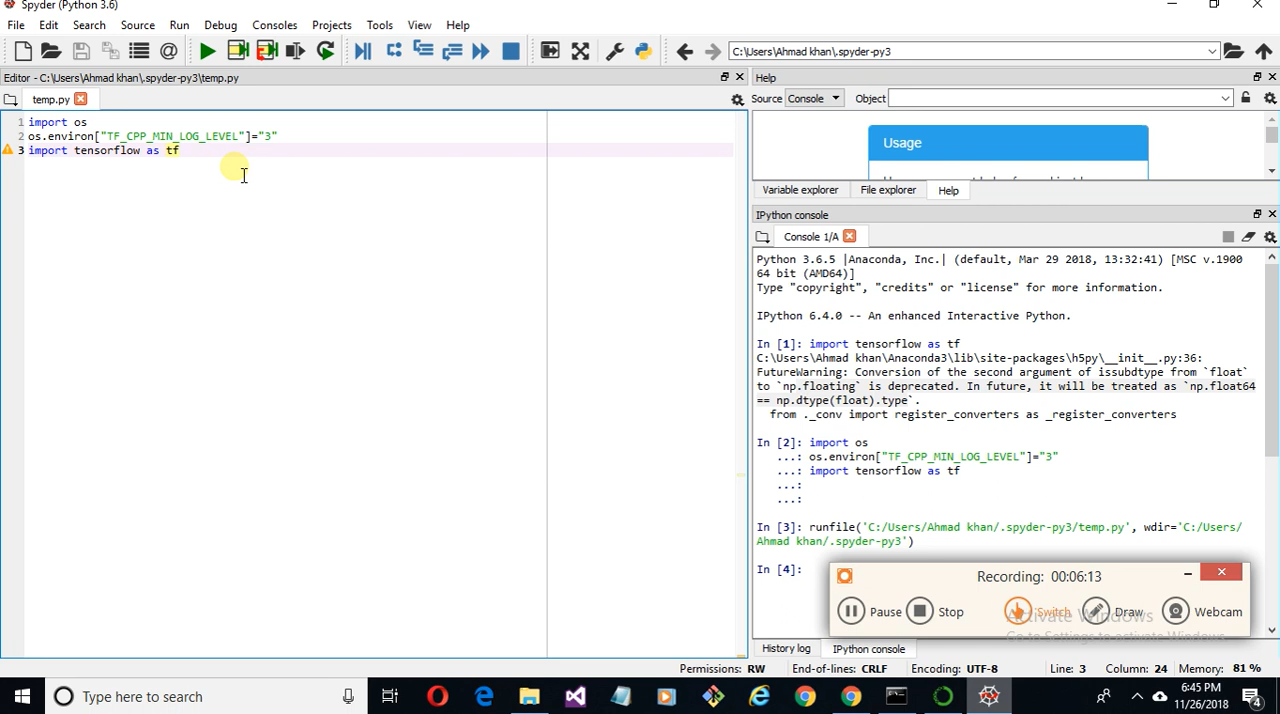 Spyder (Python 3.6)
File Edit Search Source Run Debug Consoles Projects Tools View Help
C:\Users\Ahmad khan\.spyder-py3
Editor - C:\Users\Ahmad khan\.spyder-py3\temp.py
temp.py
1 import os
2 os.environ["TF_CPP_MIN_LOG_LEVEL"]="3"
3 import tensorflow as tf
Help
Source Console Object
Usage
Variable explorer File explorer Help
IPython console
Console 1/A
Python 3.6.5 |Anaconda, Inc.| (default, Mar 29 2018, 13:32:41) [MSC v.1900
64 bit (AMD64)]
Type "copyright", "credits" or "license" for more information.
IPython 6.4.0 -- An enhanced Interactive Python.
In [1]: import tensorflow as tf
C:\Users\Ahmad khan\Anaconda3\lib\site-packages\h5py\__init__.py:36:
FutureWarning: Conversion of the second argument of issubdtype from `float`
to `np.floating` is deprecated. In future, it will be treated as `np.float64
== np.dtype(float).type`.
from ._conv import register_converters as _register_converters
In [2]: import os
...: os.environ["TF_CPP_MIN_LOG_LEVEL"]="3"
...: import tensorflow as tf
...:
...:
In [3]: runfile('C:/Users/Ahmad khan/.spyder-py3/temp.py', wdir='C:/Users/
Ahmad khan/.spyder-py3')
In [4]:
Recording: 00:06:13
Pause Stop Switch Draw Webcam
Activate Windows
Go to Settings to activate Windows.
History log IPython console
Permissions: RW End-of-lines: CRLF Encoding: UTF-8 Line: 3 Column: 24 Memory: 81 %
Type here to search
6:45 PM
11/26/2018
4